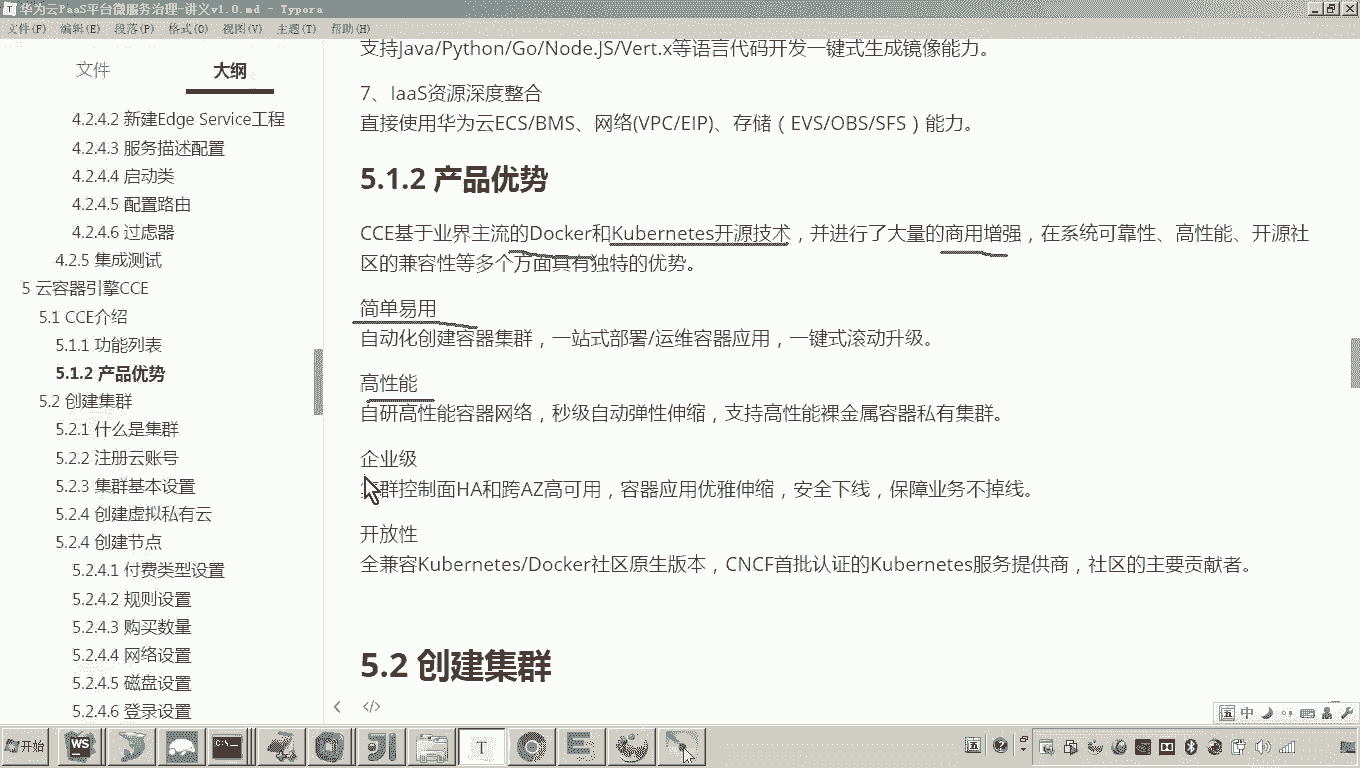 华为云PaaS平台微服务治理-讲义v1.0.md - Typora
文件(F) 编辑(E) 段落(P) 格式(O) 视图(V) 主题(T) 帮助(H)
文件 大纲
4.2.4.2 新建Edge Service工程
4.2.4.3 服务描述配置
4.2.4.4 启动类
4.2.4.5 配置路由
4.2.4.6 过虑器
4.2.5 集成测试
5 云容器引擎CCE
5.1 CCE介绍
5.1.1 功能列表
5.1.2 产品优势
5.2 创建集群
5.2.1 什么是集群
5.2.2 注册云账号
5.2.3 集群基本设置
5.2.4 创建虚拟私有云
5.2.4 创建节点
5.2.4.1 付费类型设置
5.2.4.2 规则设置
5.2.4.3 购买数量
5.2.4.4 网络设置
5.2.4.5 磁盘设置
5.2.4.6 登录设置
支持Java/Python/Go/Node.JS/Vert.x等语言代码开发一键式生成镜像能力。
7、IaaS资源深度整合
直接使用华为云ECS/BMS、网络(VPC/EIP)、存储（EVS/OBS/SFS）能力。
5.1.2 产品优势
CCE基于业界主流的Docker和Kubernetes开源技术，并进行了大量的商用增强，在系统可靠性、高性能、开源社
区的兼容性等多个方面具有独特的优势。
简单易用
自动化创建容器集群，一站式部署/运维容器应用，一键式滚动升级。
高性能
自研高性能容器网络，秒级自动弹性伸缩，支持高性能裸金属容器私有集群。
企业级
集群控制面HA和跨AZ高可用，容器应用优雅伸缩，安全下线，保障业务不掉线。
开放性
全兼容Kubernetes/Docker社区原生版本，CNCF首批认证的Kubernetes服务提供商，社区的主要贡献者。
5.2 创建集群
</>
五 中
开始 WS T